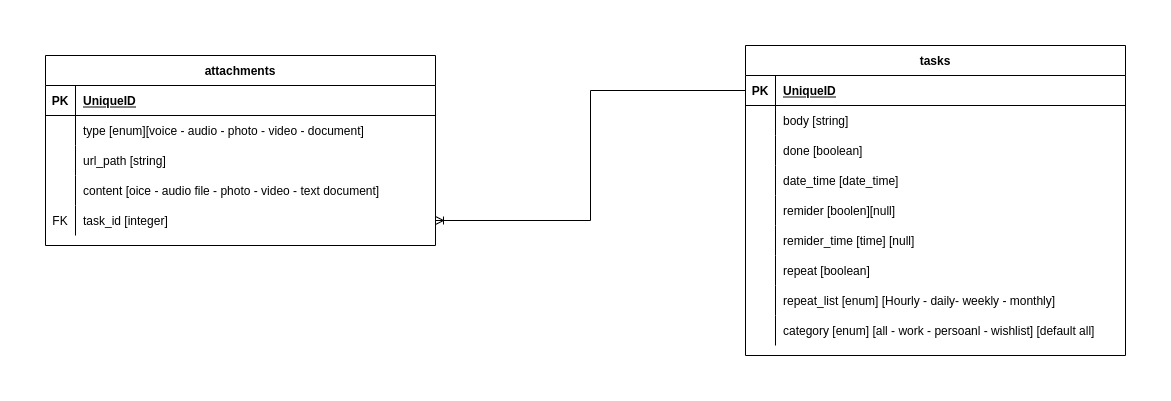 attachments
PK UniqueID
type [enum][voice - audio - photo - video - document]
url_path [string]
content [oice - audio file - photo - video - text document]
FK task_id [integer]
tasks
PK UniqueID
body [string]
done [boolean]
date_time [date_time]
remider [boolen][null]
remider_time [time] [null]
repeat [boolean]
repeat_list [enum] [Hourly - daily- weekly - monthly]
category [enum] [all - work - persoanl - wishlist] [default all]